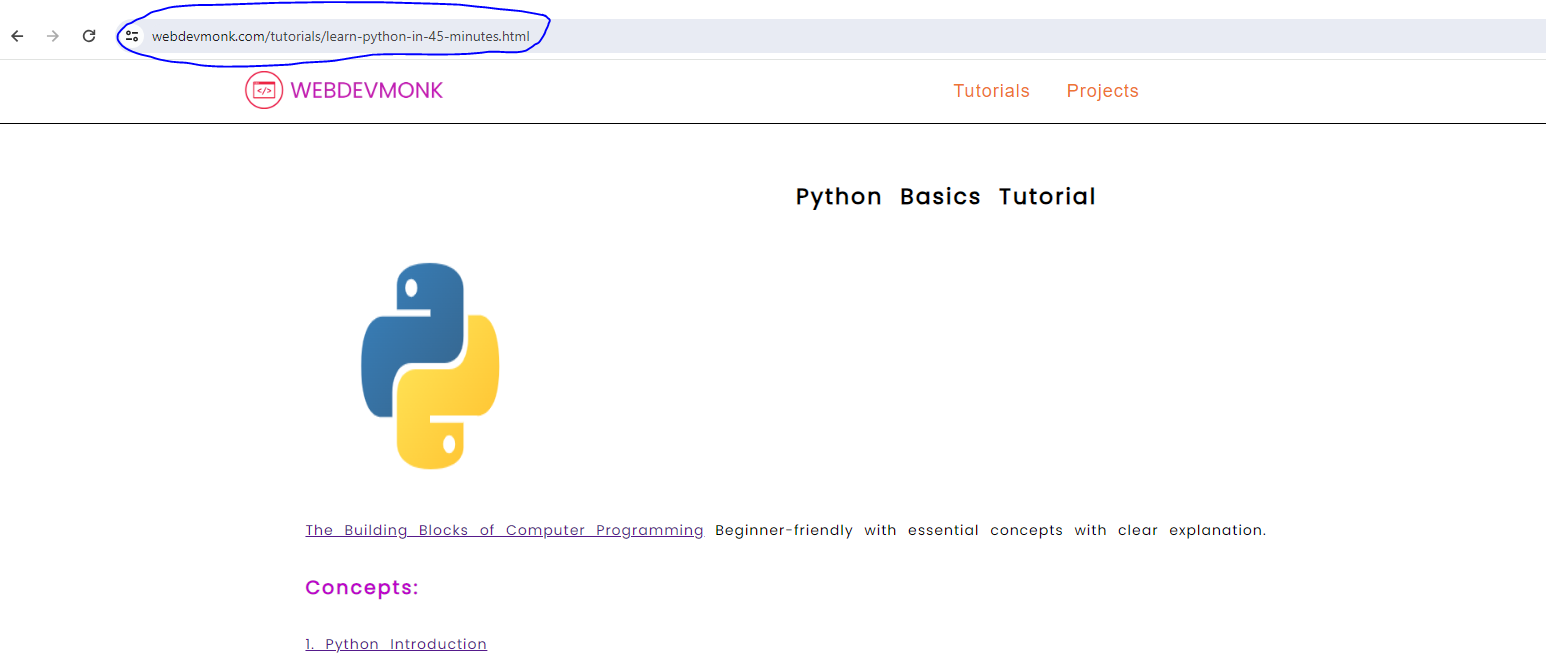 webdevmonk.com/tutorials/learn-python-in-45-minutes.html
</> WEBDEVMONK Tutorials Projects
Python Basics Tutorial
The Building Blocks of Computer Programming Beginner-friendly with essential concepts with clear explanation.
Concepts:
1. Python Introduction